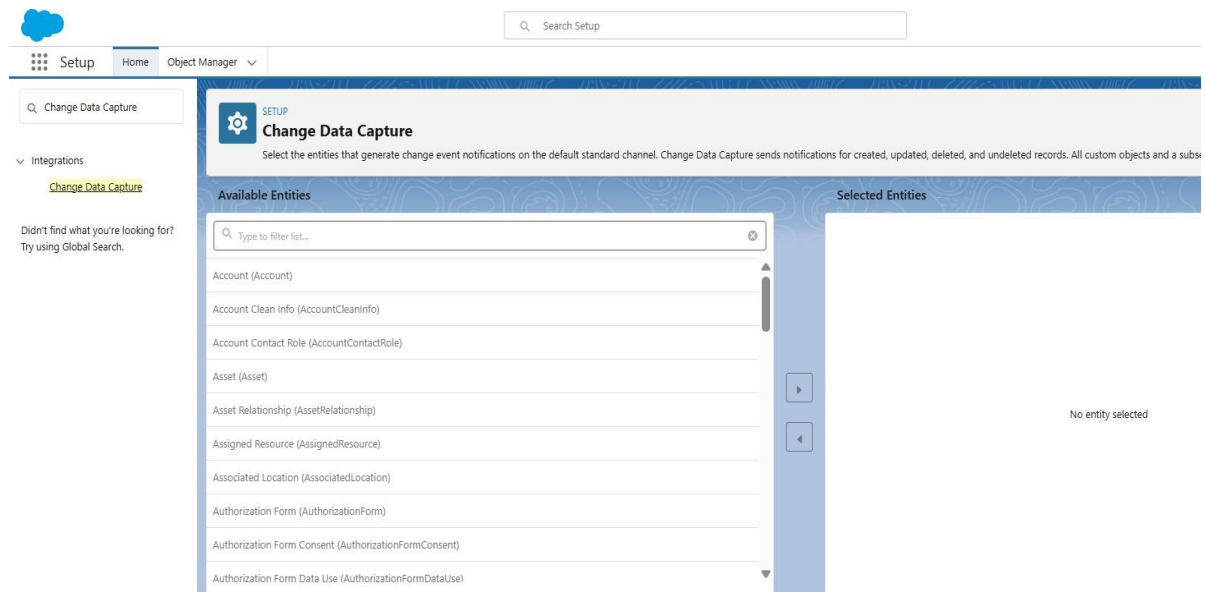 Search Setup
Setup Home Object Manager
Change Data Capture
Integrations
Change Data Capture
Didn't find what you're looking for?
Try using Global Search.
SETUP
Change Data Capture
Select the entities that generate change event notifications on the default standard channel. Change Data Capture sends notifications for created, updated, deleted, and undeleted records. All custom objects and a subse
Available Entities
Type to filter list...
Account (Account)
Account Clean Info (AccountCleanInfo)
Account Contact Role (AccountContactRole)
Asset (Asset)
Asset Relationship (AssetRelationship)
Assigned Resource (AssignedResource)
Associated Location (AssociatedLocation)
Authorization Form (AuthorizationForm)
Authorization Form Consent (AuthorizationFormConsent)
Authorization Form Data Use (AuthorizationFormDataUse)
Selected Entities
No entity selected